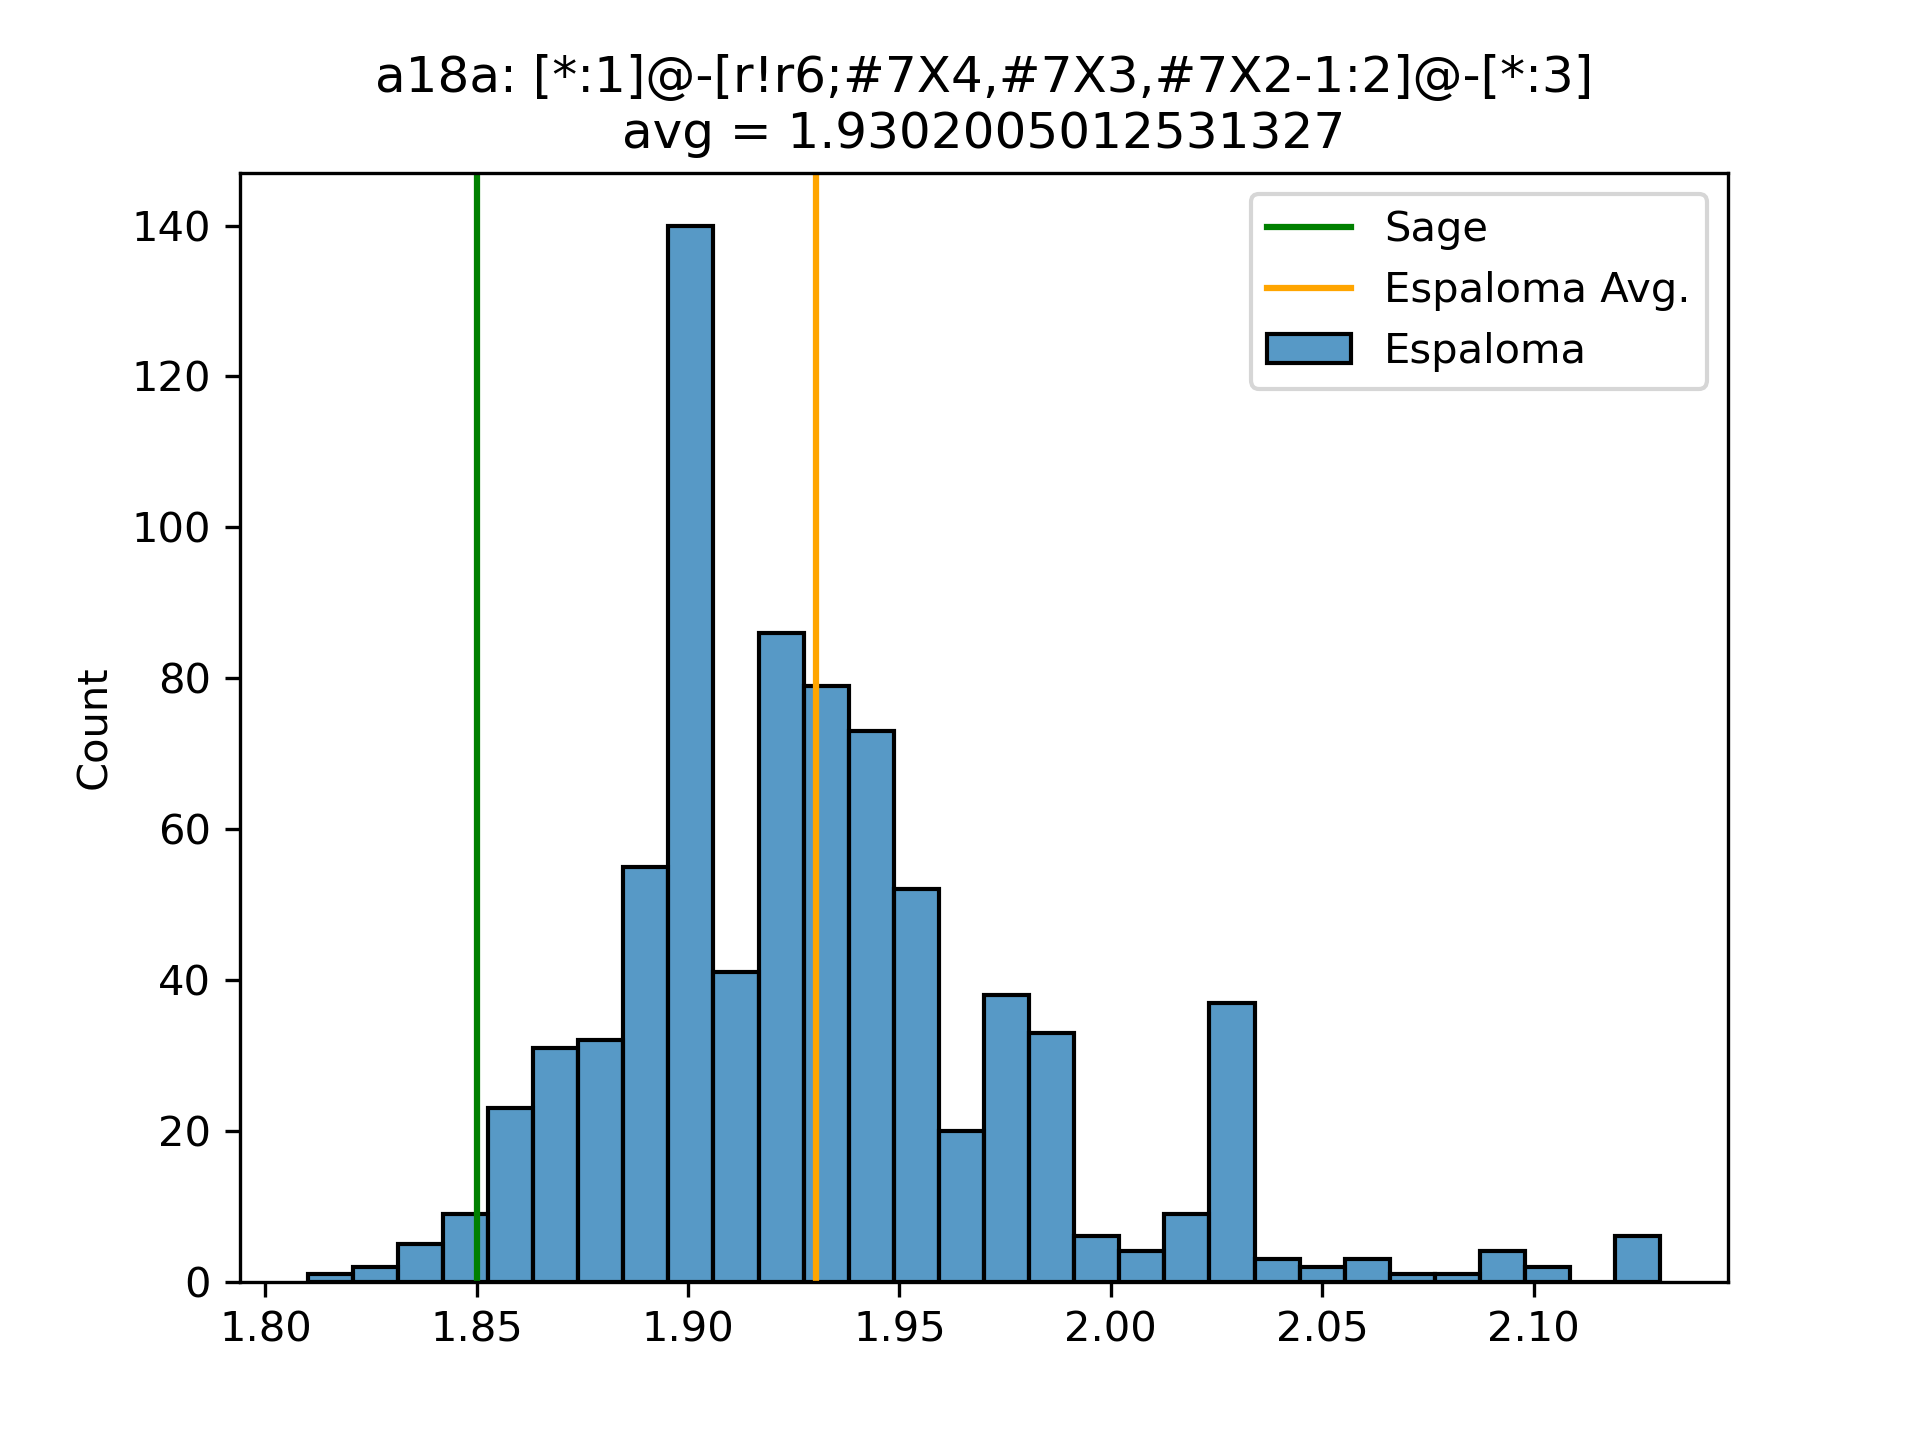 a18a: [*:1]@-[r!r6;#7X4,#7X3,#7X2-1:2]@-[*:3]
avg = 1.9302005012531327
Sage
Espaloma Avg.
Espaloma
Count
140
120
100
80
60
40
20
0
1.80 1.85 1.90 1.95 2.00 2.05 2.10